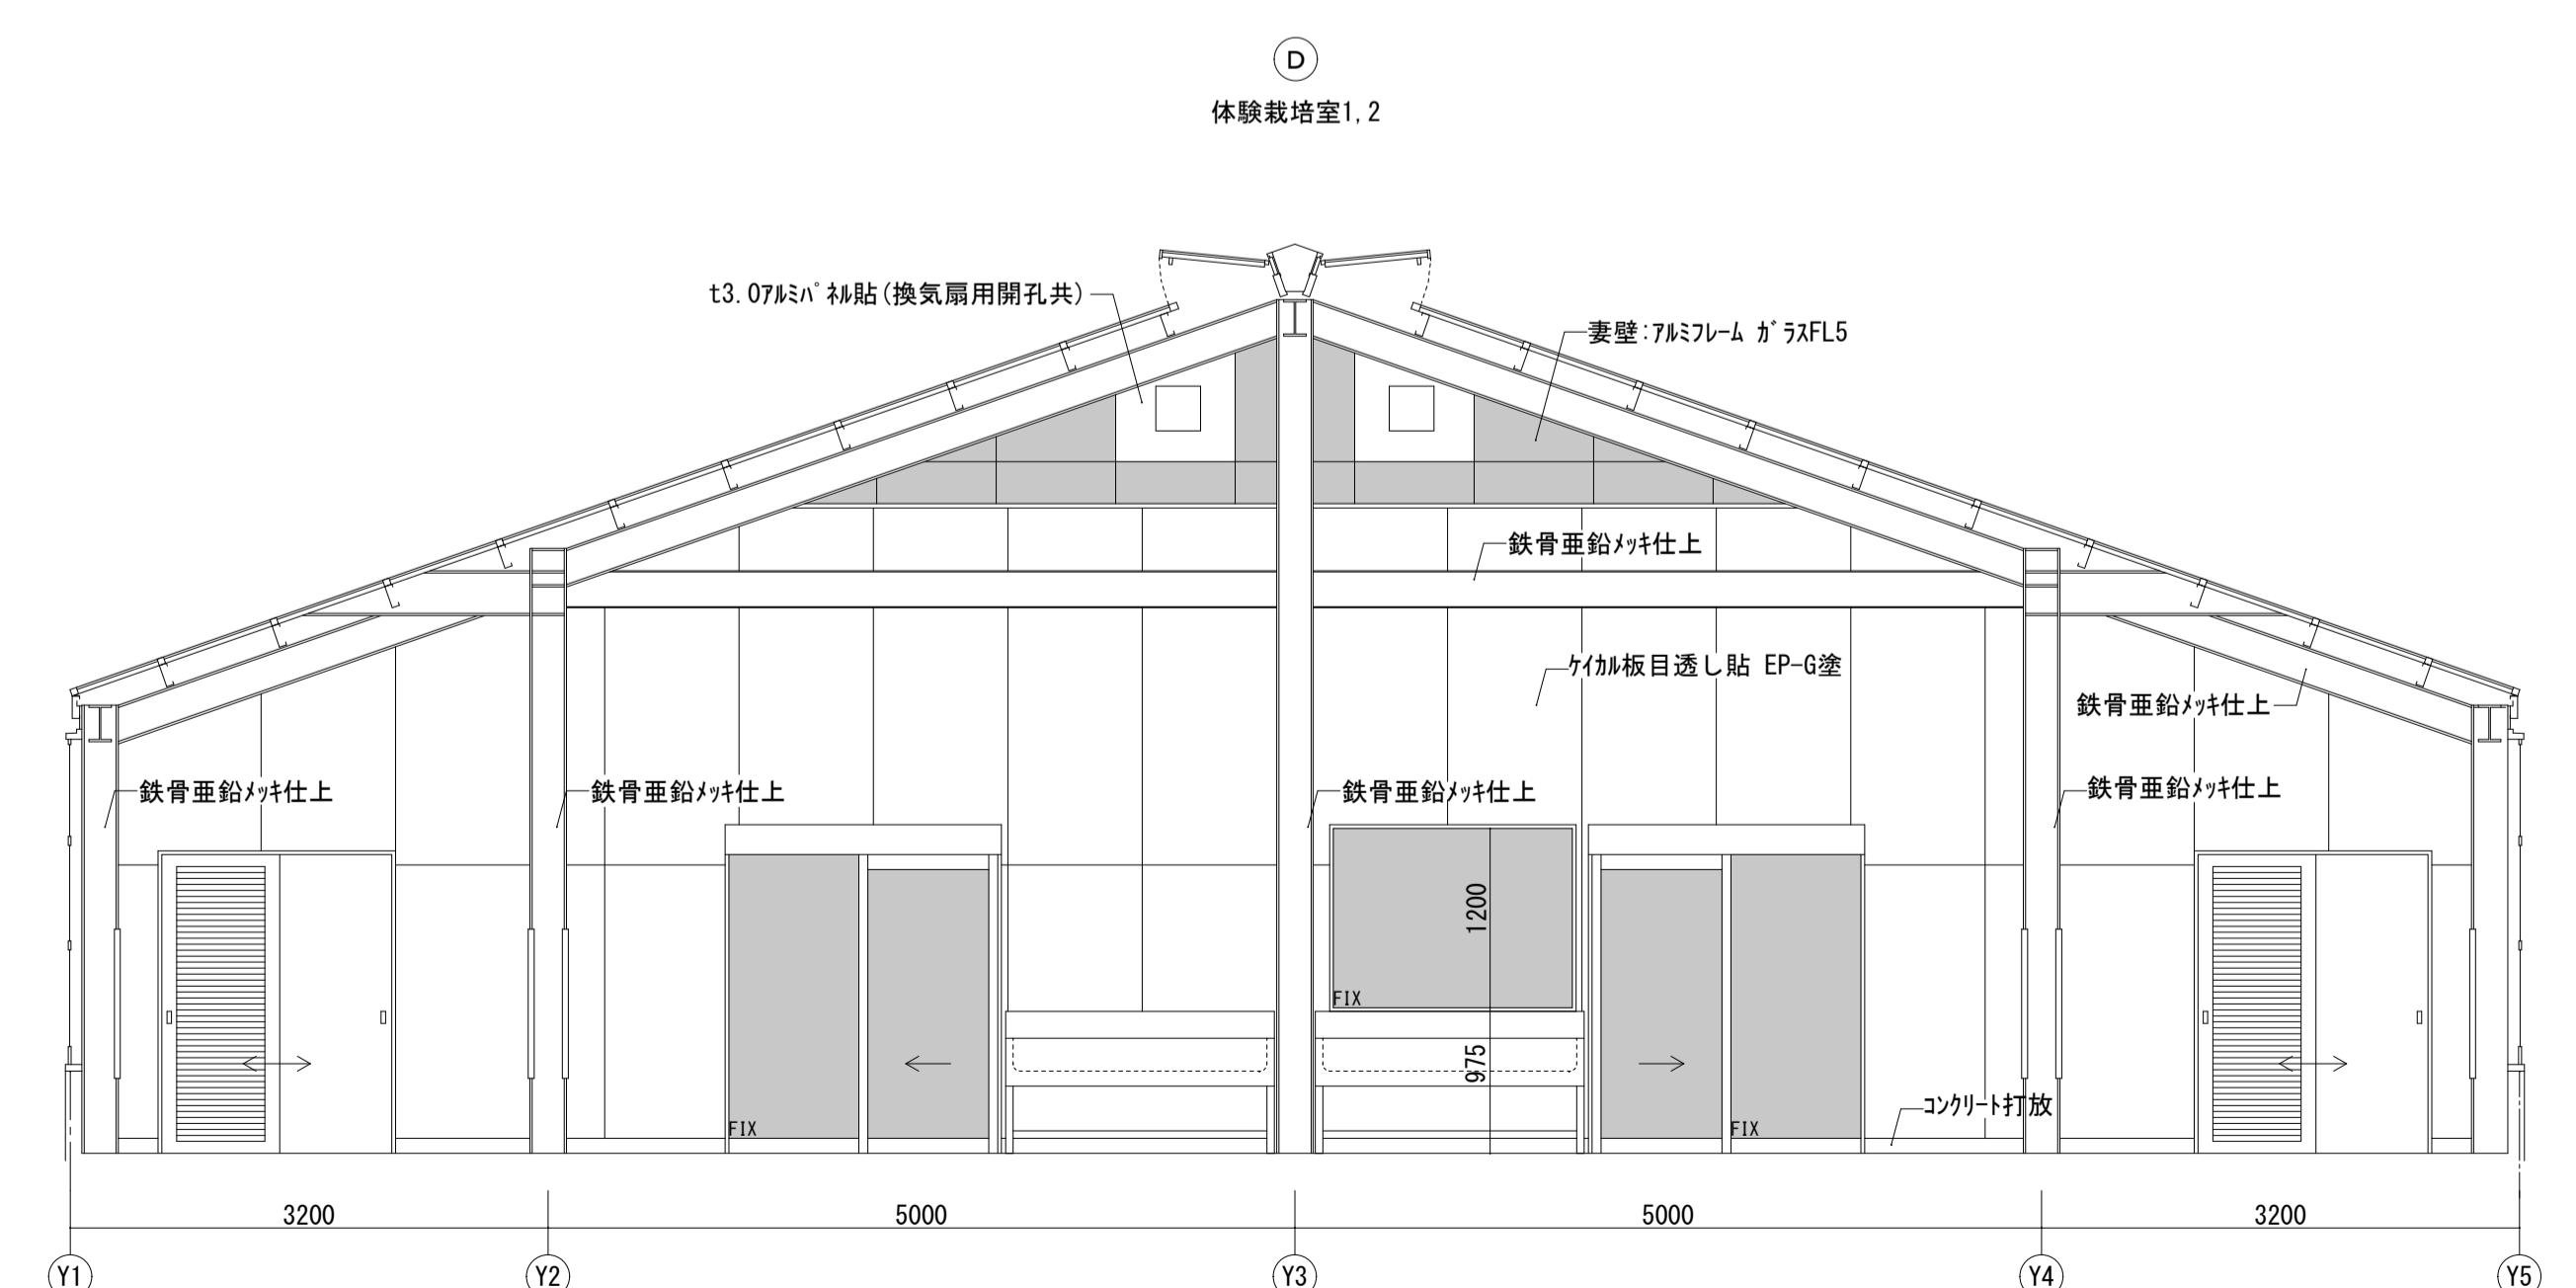 D
体験栽培室1,2
t3.0ｱﾙﾐﾊﾟﾈﾙ貼(換気扇用開孔共)
妻壁:ｱﾙﾐﾌﾚｰﾑ ｶﾞﾗｽFL5
鉄骨亜鉛ﾒｯｷ仕上
ｹｲｶﾙ板目透し貼 EP-G塗
鉄骨亜鉛ﾒｯｷ仕上
鉄骨亜鉛ﾒｯｷ仕上
鉄骨亜鉛ﾒｯｷ仕上
鉄骨亜鉛ﾒｯｷ仕上
鉄骨亜鉛ﾒｯｷ仕上
1200
FIX
975
ｺﾝｸﾘｰﾄ打放
FIX
FIX
3200
5000
5000
3200
Y1
Y2
Y3
Y4
Y5